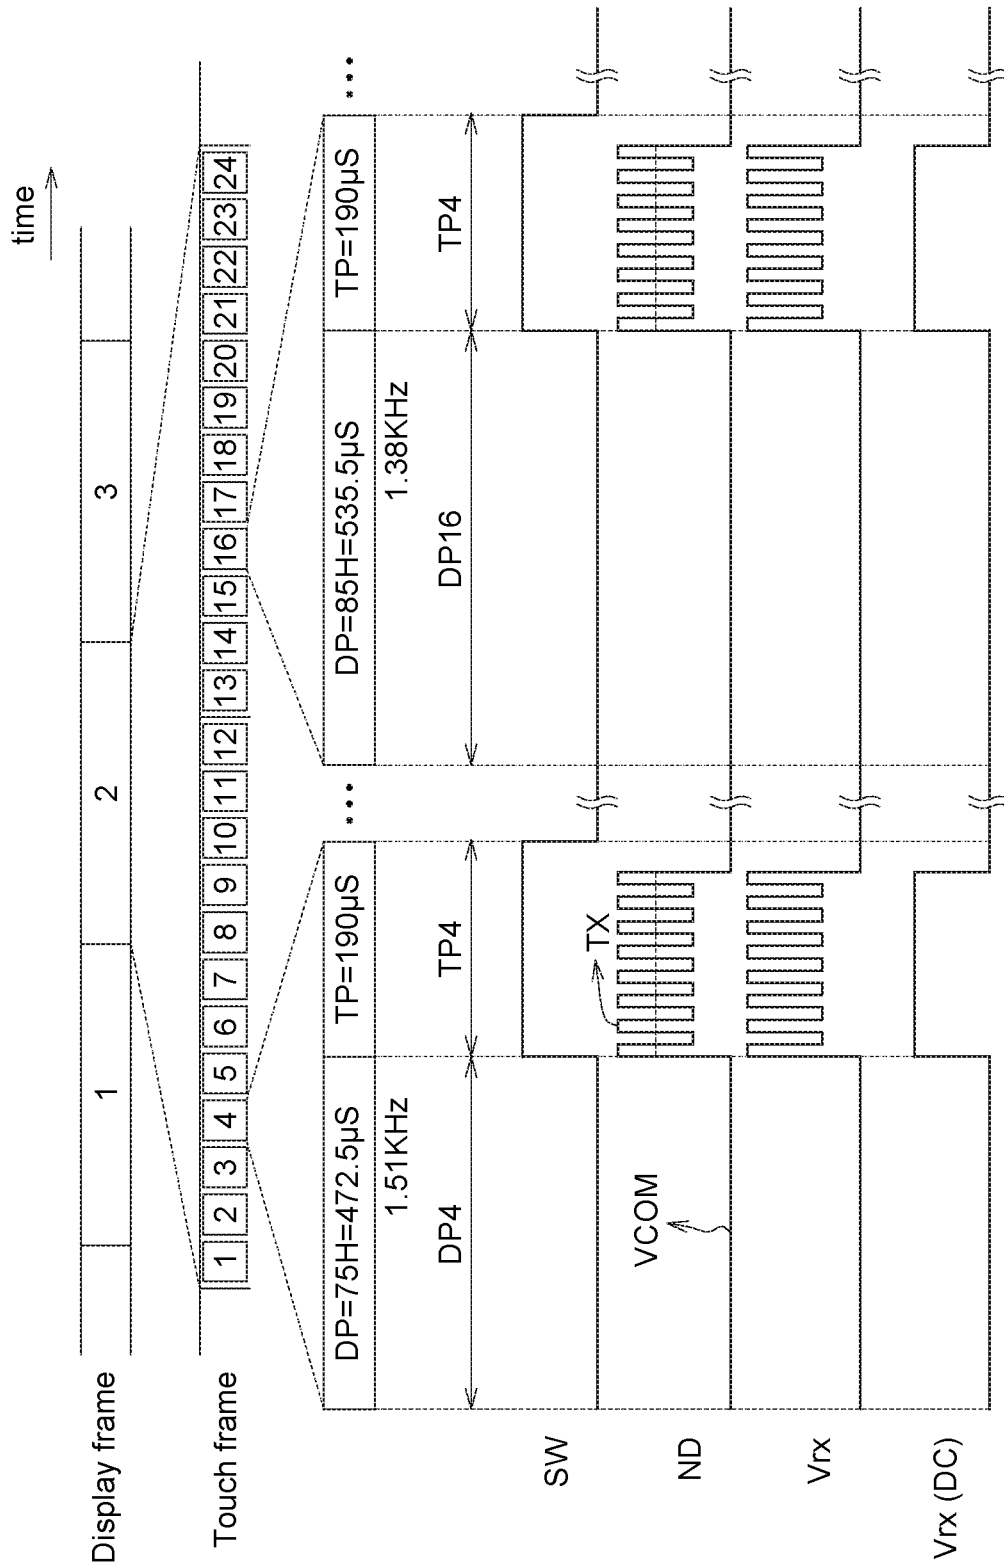 time
Display frame
1
2
3
Touch frame
1 2 3 4 5 6 7 8 9 10 11 12 13 14 15 16 17 18 19 20 21 22 23 24
DP=75H=472.5μS
TP=190μS
•••
DP=85H=535.5μS
TP=190μS
•••
1.51KHz
1.38KHz
DP4
TP4
DP16
TP4
SW
ND
VCOM
TX
Vrx
Vrx (DC)